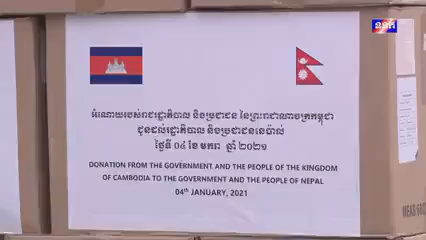 អំណោយរបស់រាជរដ្ឋាភិបាល និងប្រជាជន នៃព្រះរាជាណាចក្រកម្ពុជា
ជូនដល់រដ្ឋាភិបាល និងប្រជាជននេប៉ាល់
ថ្ងៃទី ០៤ ខែ មករា ឆ្នាំ ២០២១
DONATION FROM THE GOVERNMENT AND THE PEOPLE OF THE KINGDOM
OF CAMBODIA TO THE GOVERNMENT AND THE PEOPLE OF NEPAL
04th JANUARY, 2021